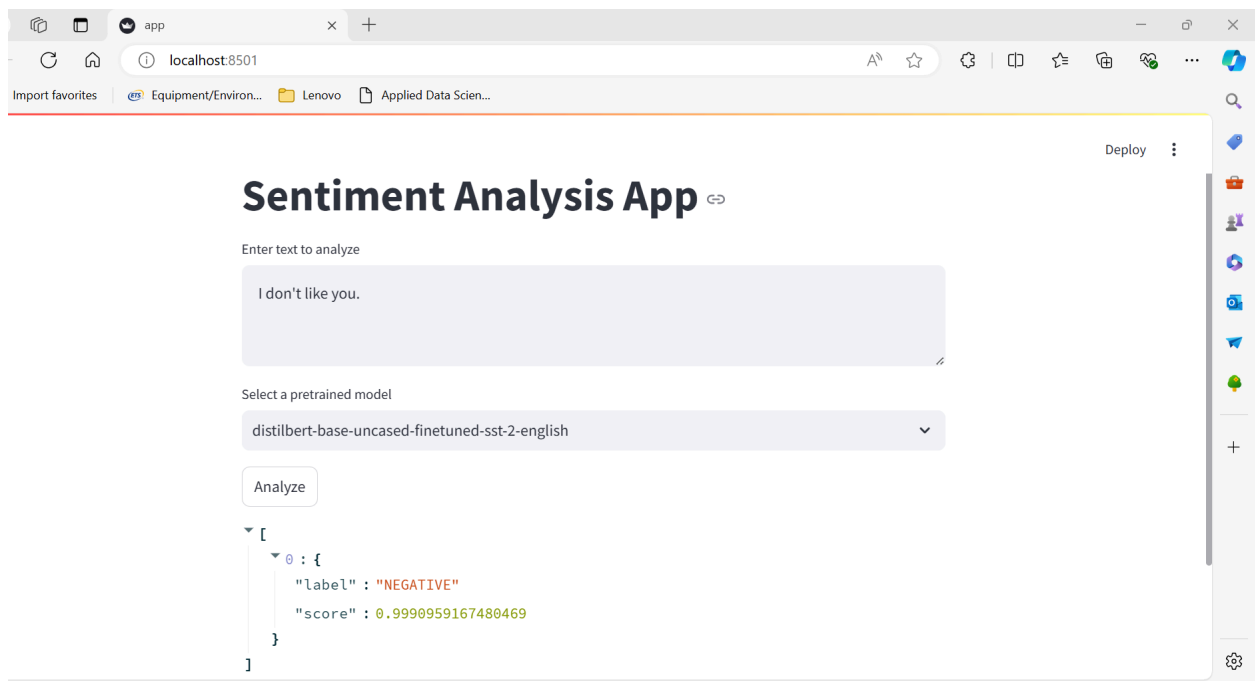 app
localhost:8501
Import favorites
ETS Equipment/Environ...
Lenovo
Applied Data Scien...
Deploy
Sentiment Analysis App
Enter text to analyze
I don't like you.
Select a pretrained model
distilbert-base-uncased-finetuned-sst-2-english
Analyze
[
0 : {
"label" : "NEGATIVE"
"score" : 0.9990959167480469
}
]